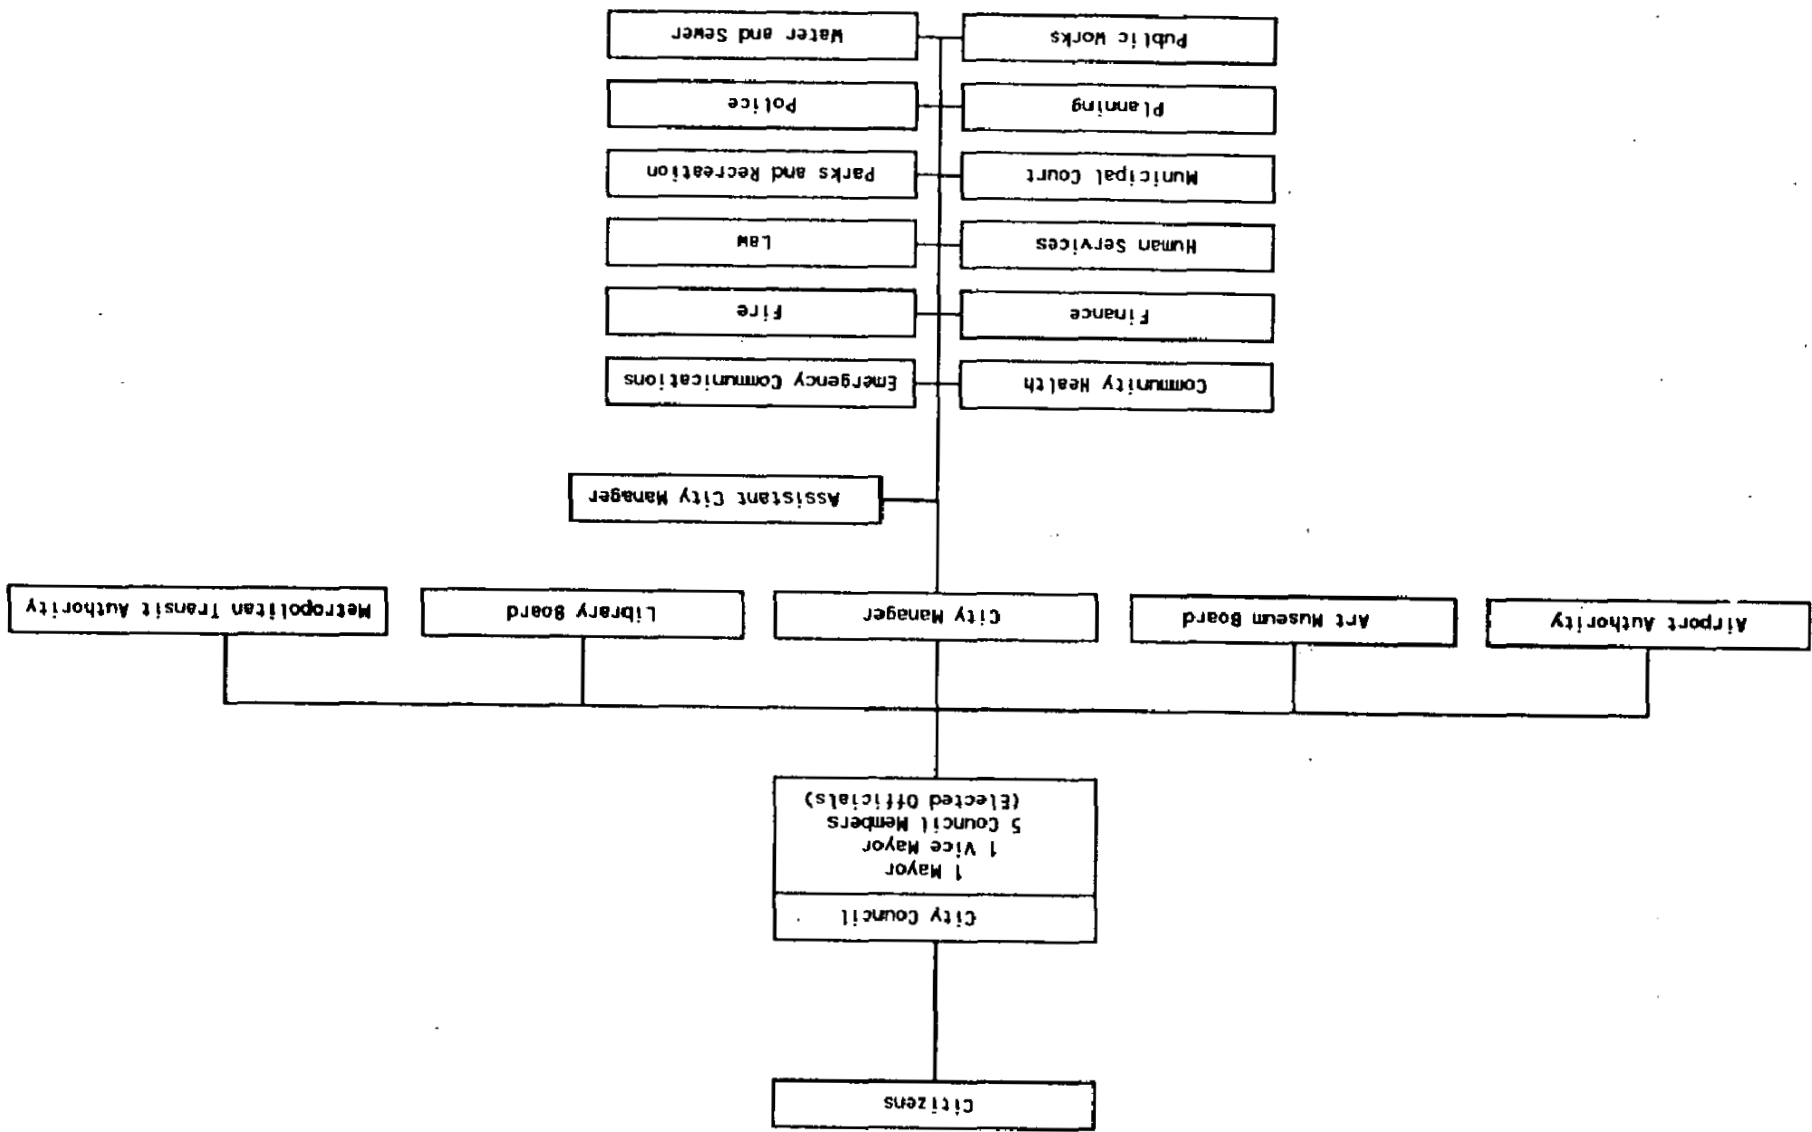 Citizens
City Council
1 Mayor
1 Vice Mayor
5 Council Members
(Elected Officials)
Airport Authority
Art Museum Board
City Manager
Library Board
Metropolitan Transit Authority
Assistant City Manager
Community Health
Emergency Communications
Finance
Fire
Human Services
Law
Municipal Court
Parks and Recreation
Planning
Police
Public Works
Water and Sewer